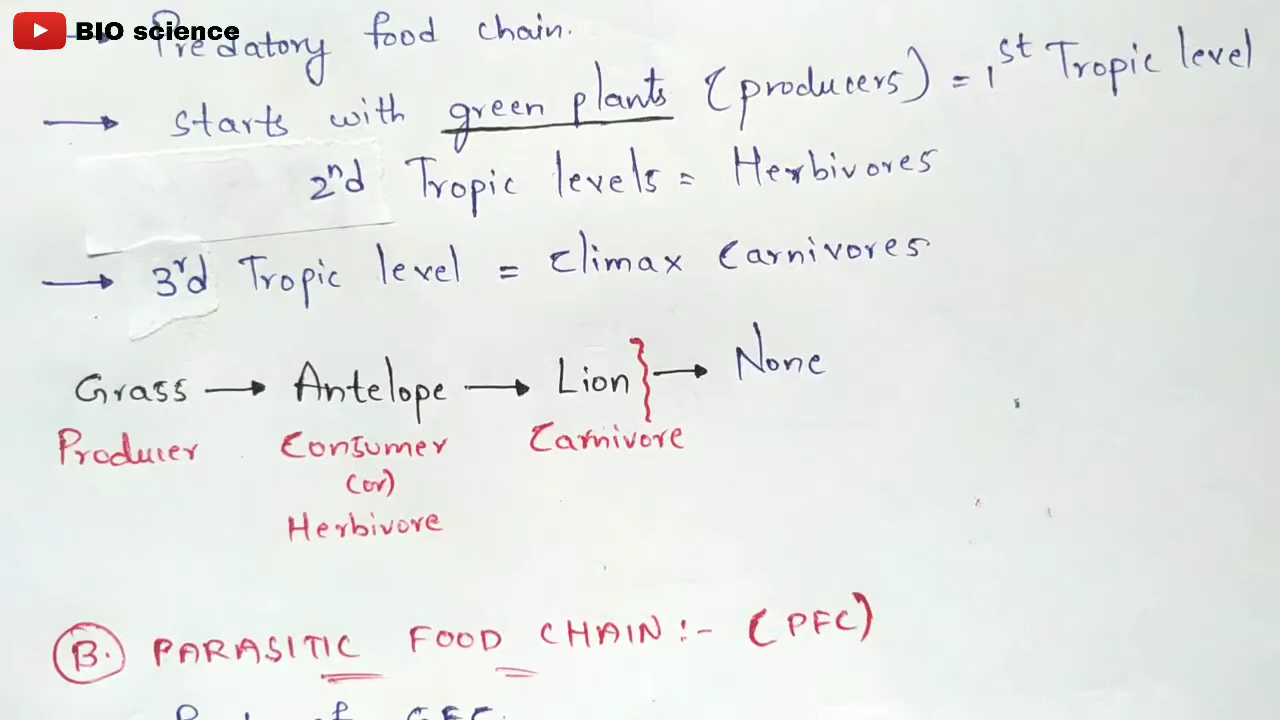 BIO science
→ Predatory food chain.
→ starts with green plants (producers) = 1st Tropic level
2nd Tropic levels = Herbivores
→ 3rd Tropic level = climax carnivores
Grass → Antelope → Lion } → None
Producer Consumer Carnivore
(or)
Herbivore
B. PARASITIC FOOD CHAIN :- (PFC)